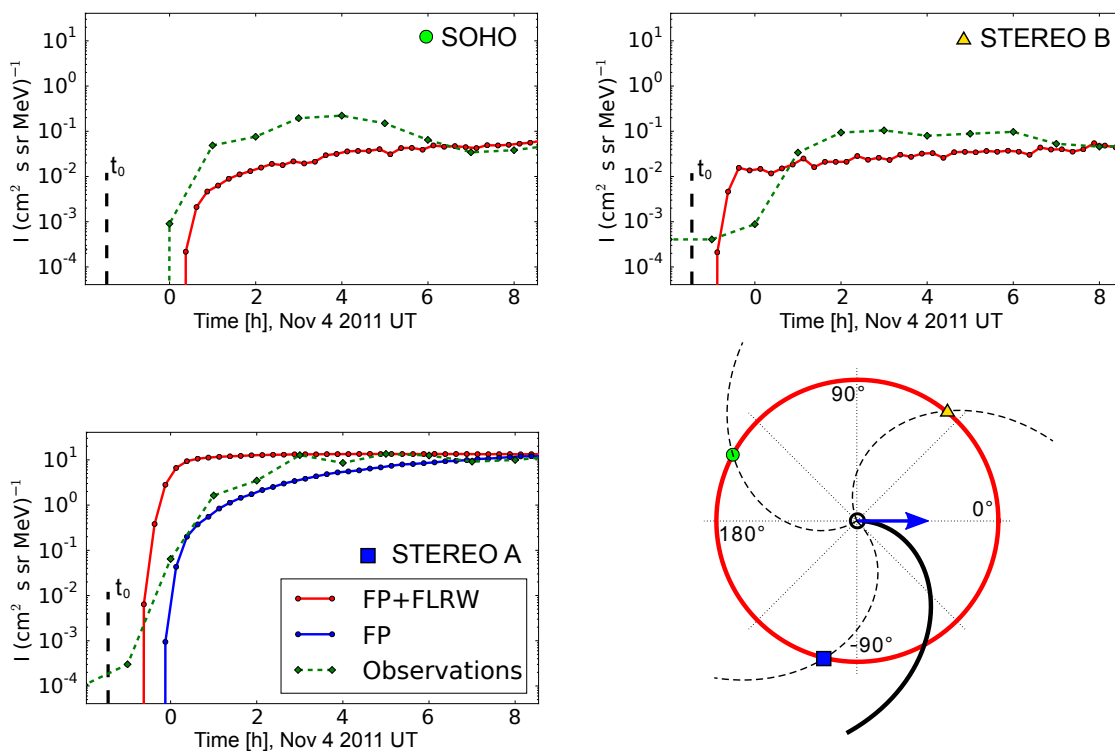 SOHO
I (cm² s sr MeV)⁻¹
10¹
10⁰
10⁻¹
10⁻²
10⁻³
10⁻⁴
t₀
0 2 4 6 8
Time [h], Nov 4 2011 UT
STEREO B
I (cm² s sr MeV)⁻¹
10¹
10⁰
10⁻¹
10⁻²
10⁻³
10⁻⁴
t₀
0 2 4 6 8
Time [h], Nov 4 2011 UT
I (cm² s sr MeV)⁻¹
10¹
10⁰
10⁻¹
10⁻²
10⁻³
10⁻⁴
t₀
STEREO A
FP+FLRW
FP
Observations
0 2 4 6 8
Time [h], Nov 4 2011 UT
90°
0°
180°
-90°